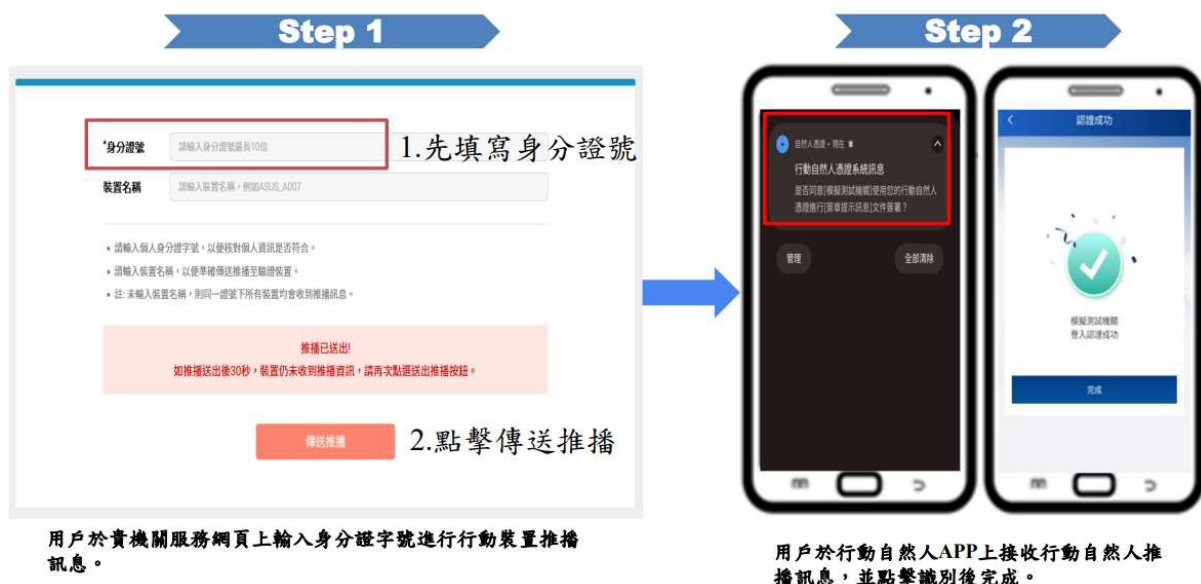 Step 1
*身分證號
請輸入身分證號最長10位
1.先填寫身分證號
裝置名稱
請輸入裝置名稱，例如ASUS_A007
• 請輸入個人身分證字號，以便核對個人資訊是否符合。
• 請輸入裝置名稱，以便準確傳送推播至驗證裝置。
• 註: 未輸入裝置名稱，則同一證號下所有裝置均會收到推播訊息。
推播已送出!
如推播送出後30秒，裝置仍未收到推播資訊，請再次點選送出推播按鈕。
傳送推播
2.點擊傳送推播
用戶於貴機關服務網頁上輸入身分證字號進行行動裝置推播
訊息。
Step 2
自然人憑證・現在
行動自然人憑證系統訊息
是否同意[模擬測試機關]使用您的行動自然人
憑證進行[簽章提示訊息]文件簽署？
管理
全部清除
認證成功
模擬測試機關
登入認證成功
完成
用戶於行動自然人APP上接收行動自然人推
播訊息，並點擊識別後完成。